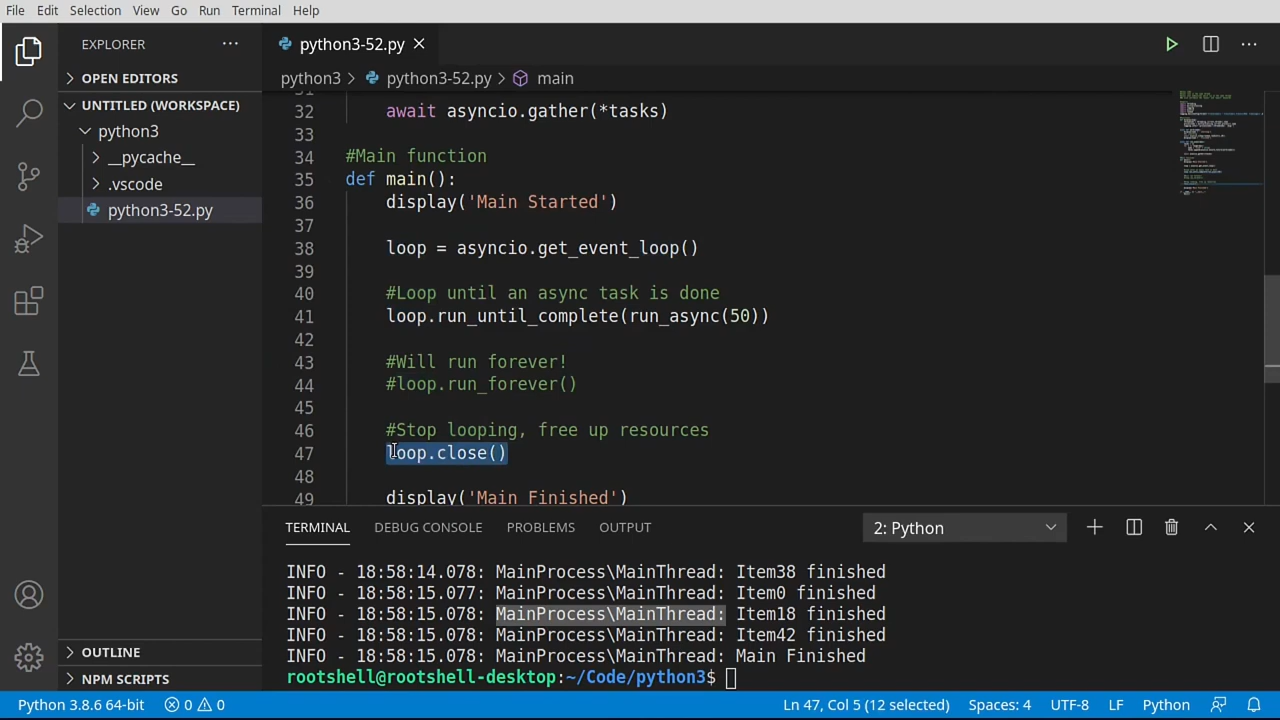 File Edit Selection View Go Run Terminal Help
EXPLORER
OPEN EDITORS
UNTITLED (WORKSPACE)
python3
__pycache__
.vscode
python3-52.py
OUTLINE
NPM SCRIPTS
python3-52.py
python3 python3-52.py main
32 await asyncio.gather(*tasks)
33
34 #Main function
35 def main():
36 display('Main Started')
37
38 loop = asyncio.get_event_loop()
39
40 #Loop until an async task is done
41 loop.run_until_complete(run_async(50))
42
43 #Will run forever!
44 #loop.run_forever()
45
46 #Stop looping, free up resources
47 loop.close()
48
49 display('Main Finished')
TERMINAL DEBUG CONSOLE PROBLEMS OUTPUT 2: Python
INFO - 18:58:14.078: MainProcess\MainThread: Item38 finished
INFO - 18:58:15.077: MainProcess\MainThread: Item0 finished
INFO - 18:58:15.078: MainProcess\MainThread: Item18 finished
INFO - 18:58:15.078: MainProcess\MainThread: Item42 finished
INFO - 18:58:15.078: MainProcess\MainThread: Main Finished
rootshell@rootshell-desktop:~/Code/python3$
Python 3.8.6 64-bit 0 0 Ln 47, Col 5 (12 selected) Spaces: 4 UTF-8 LF Python